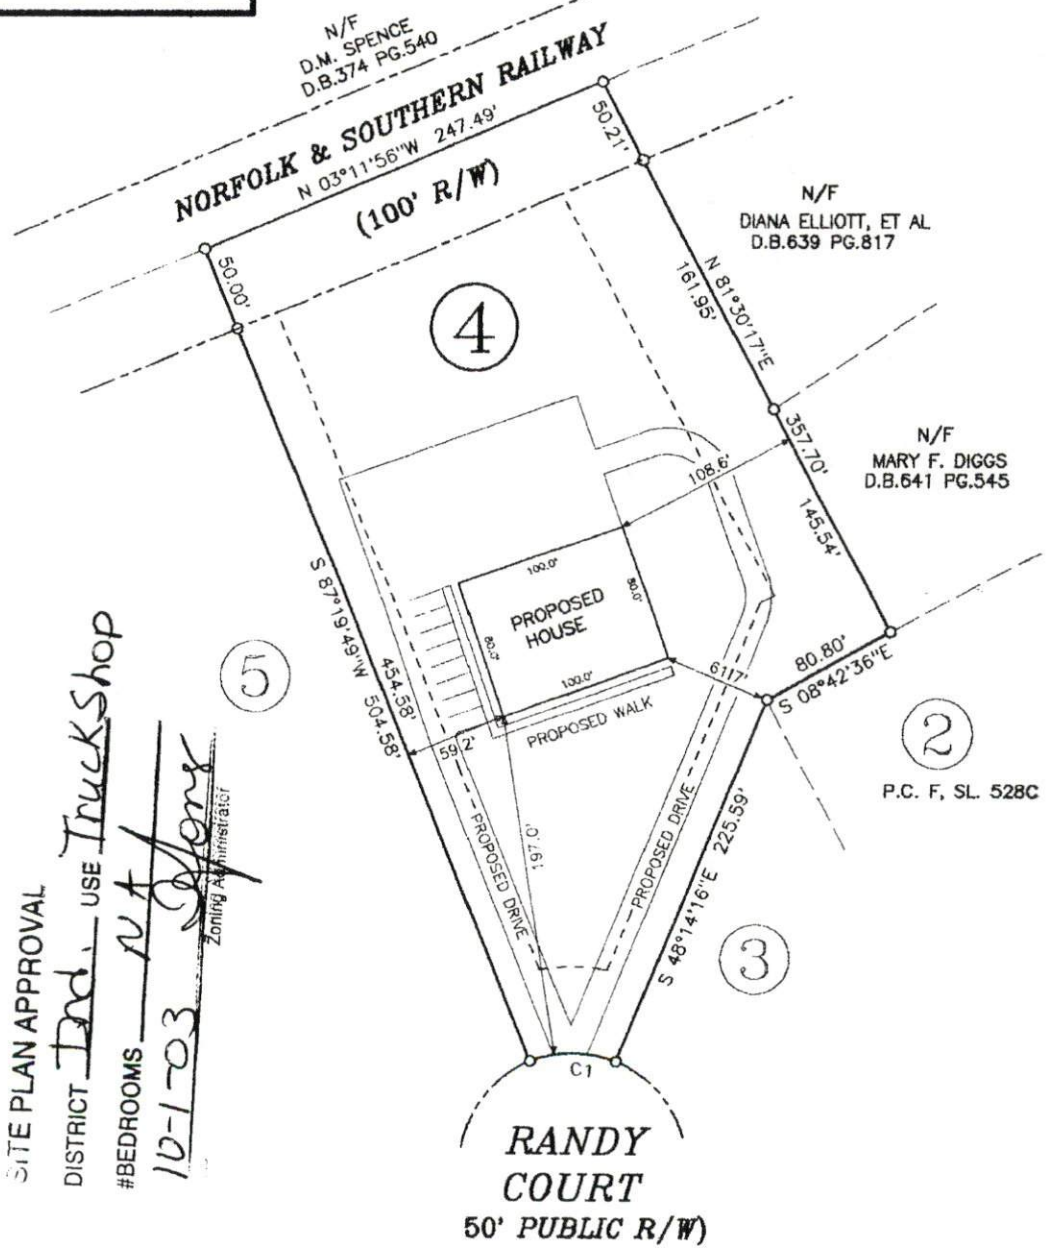 N/F
D.M. SPENCE
D.B.374 PG.540
NORFOLK & SOUTHERN RAILWAY
N 03°11'56"W 247.49'
(100' R/W)
50.21'
50.00'
N/F
DIANA ELLIOTT, ET AL
D.B.639 PG.817
N 81°30'17"E
161.95'
4
357.70'
N/F
MARY F. DIGGS
D.B.641 PG.545
108.6'
145.54'
100.0'
80.0'
PROPOSED
HOUSE
80.0'
100.0'
S 87°19'49"W 504.58'
454.58'
5
61.17'
80.80'
S 08°42'36"E
PROPOSED WALK
59.2'
2
P.C. F, SL. 528C
197.0'
PROPOSED DRIVE
PROPOSED DRIVE
S 48°14'16"E 225.59'
3
C1
RANDY
COURT
50' PUBLIC R/W)
SITE PLAN APPROVAL
DISTRICT Ind. USE Truck Shop
#BEDROOMS NA
10-1-03
Zoning Administrator